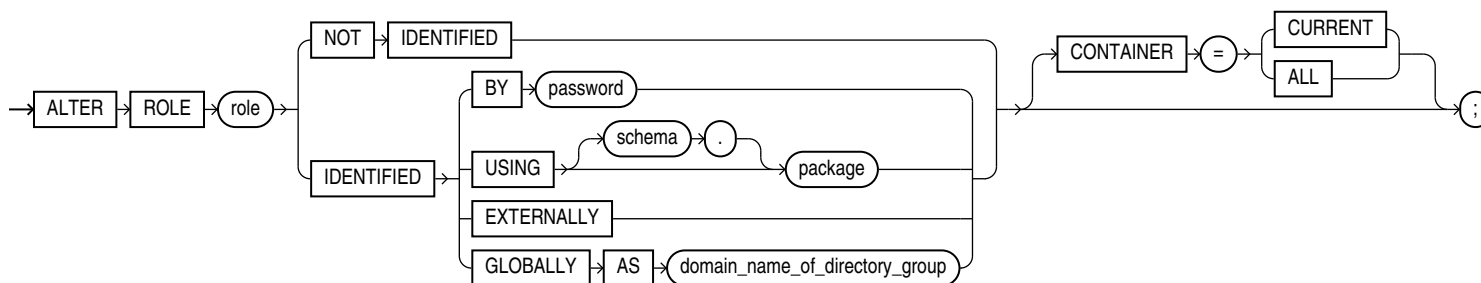 NOT IDENTIFIED
CURRENT
CONTAINER =
ALL
BY password
ALTER ROLE role
;
schema .
IDENTIFIED
USING
package
EXTERNALLY
GLOBALLY AS domain_name_of_directory_group